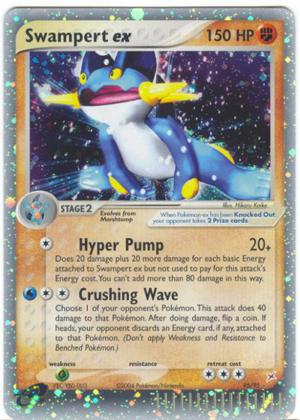 Swampert ex 150 HP
Illus. Hikaru Koike
STAGE 2 Evolves from
Marshtomp
When Pokémon-ex has been Knocked Out
your opponent takes 2 Prize cards.
Hyper Pump 20+
Does 20 damage plus 20 more damage for each basic Energy
attached to Swampert ex but not used to pay for this attack's
Energy cost. You can't add more than 80 damage in this way.
Crushing Wave
Choose 1 of your opponent's Pokémon. This attack does 40
damage to that Pokémon. After doing damage, flip a coin. If
heads, your opponent discards an Energy card, if any, attached
to that Pokémon. (Don't apply Weakness and Resistance to
Benched Pokémon.)
weakness resistance retreat cost
©2004 Pokémon/Nintendo 95/95